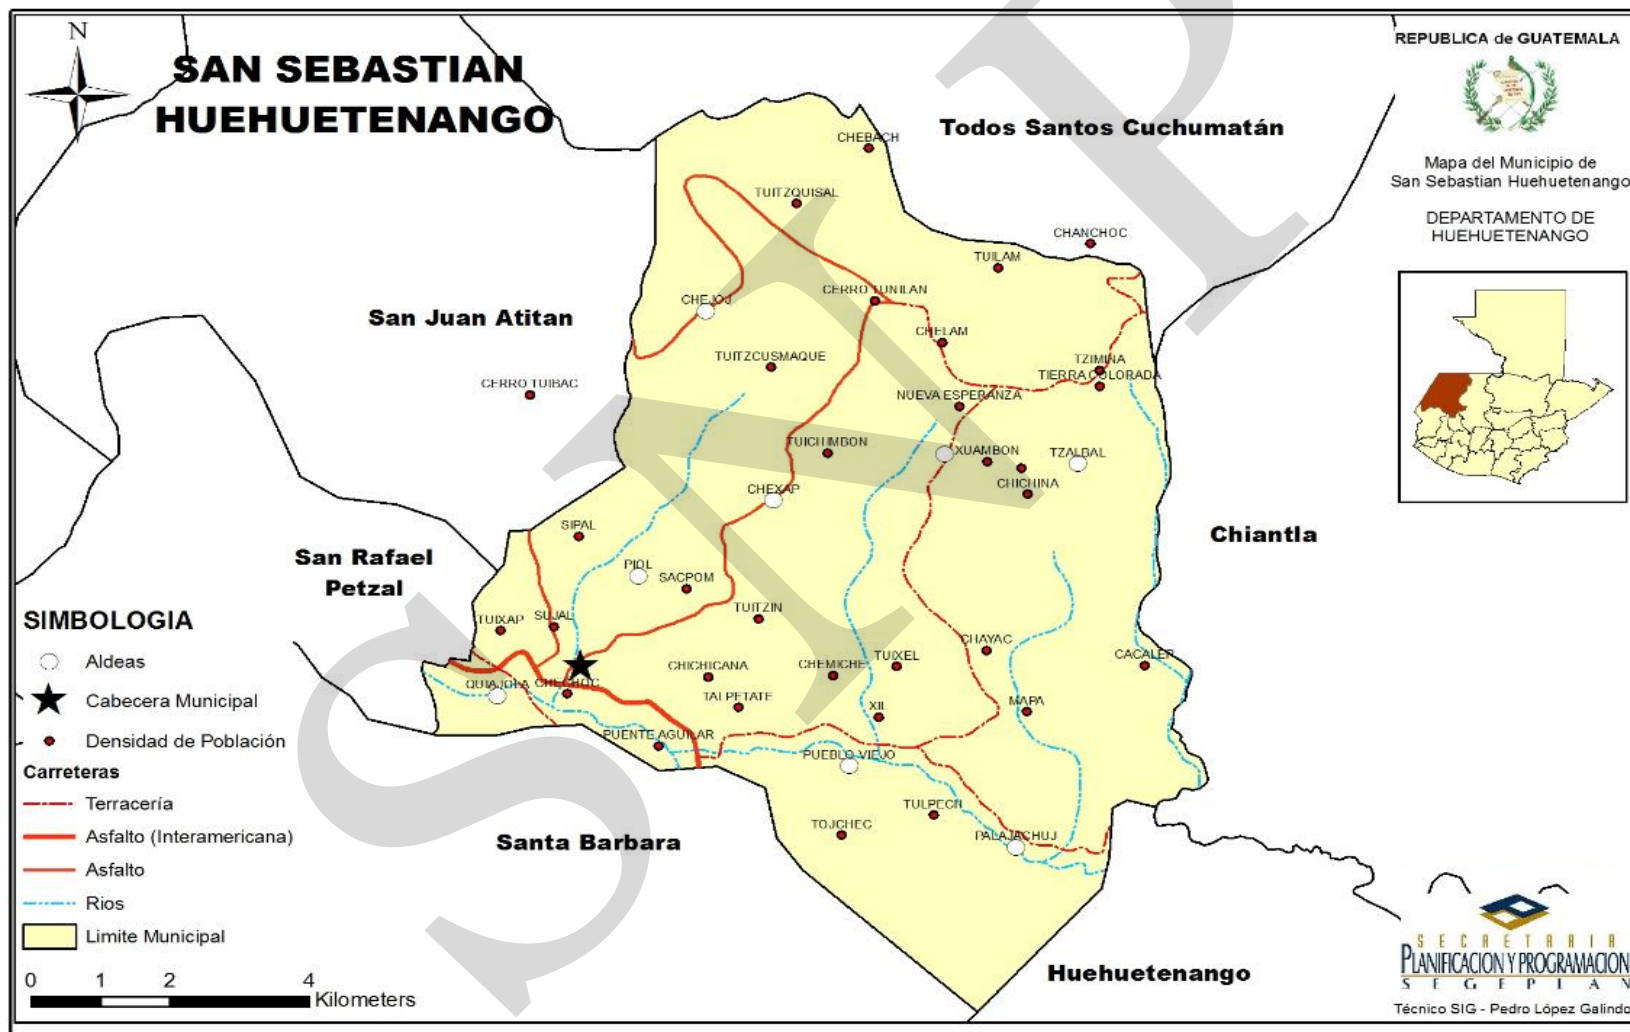 N
SAN SEBASTIAN
HUEHUETENANGO
REPUBLICA de GUATEMALA
Mapa del Municipio de
San Sebastian Huehuetenango
DEPARTAMENTO DE
HUEHUETENANGO
Todos Santos Cuchumatán
CHEBACH
TUITZQUISAL
CHANCHOC
TUILAM
CHEJOJ
CERRO TUNILAN
San Juan Atitan
CHELAM
TUITZCUSMAQUE
TZIMINA
TIERRA COLORADA
CERRO TUIBAC
NUEVA ESPERANZA
TUICHIMBON
XUAMBON
TZALBAL
CHICHINA
CHEXAP
SIPAL
Chiantla
San Rafael
Petzal
PIOL
SACPOM
TUITZIN
TUIXAP
SUJAL
CHAYAC
CACALER
CHICHICANA
CHEMICHE
TUIXEL
QUIAJOLA
CHECHOC
TALPETATE
XIL
MAPA
PUENTE AGUILAR
PUEBLO VIEJO
TULPECH
TOJCHEC
PALAJACHUJ
Santa Barbara
Huehuetenango
SIMBOLOGIA
Aldeas
Cabecera Municipal
Densidad de Población
Carreteras
Terracería
Asfalto (Interamericana)
Asfalto
Rios
Limite Municipal
0 1 2 4
Kilometers
SECRETARIA
PLANIFICACION Y PROGRAMACION
SEGEPLAN
Técnico SIG - Pedro López Galindo
SINP